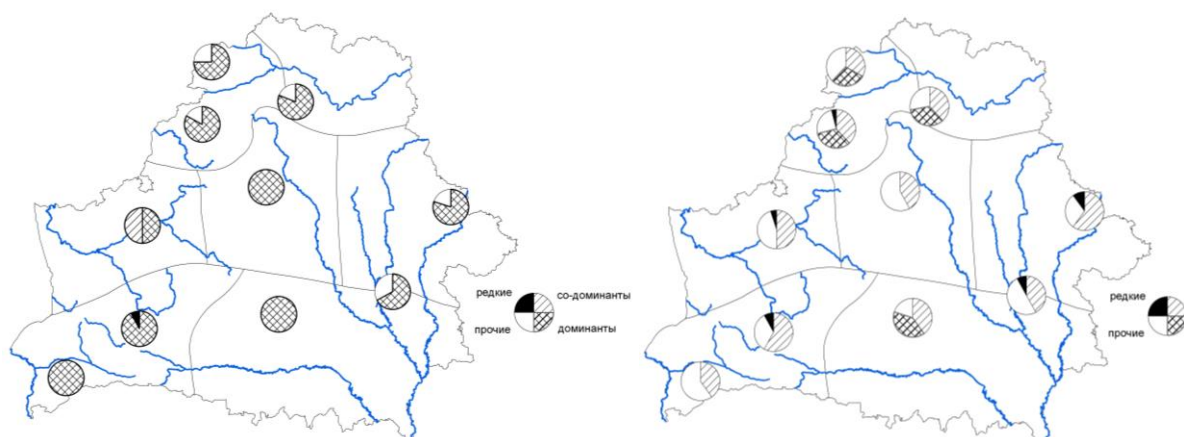 редкие со-доминанты
прочие доминанты
редкие
прочие